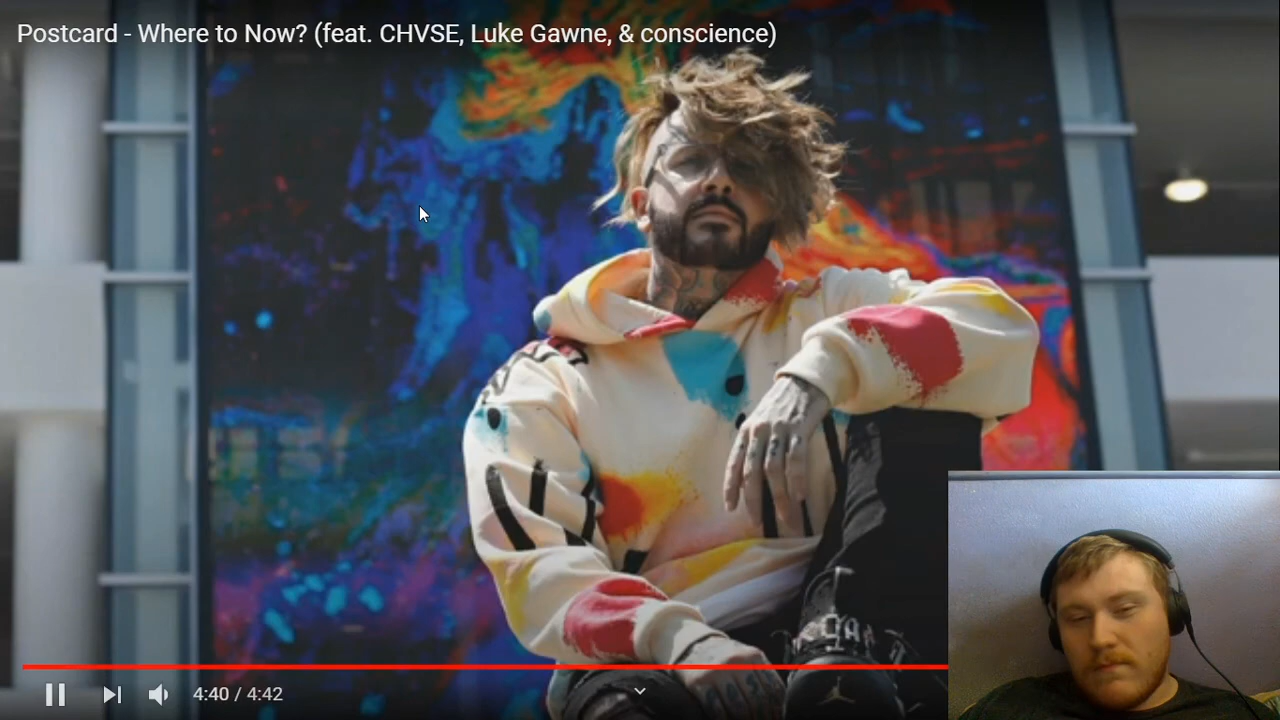 Postcard - Where to Now? (feat. CHVSE, Luke Gawne, & conscience)
4:40 / 4:42